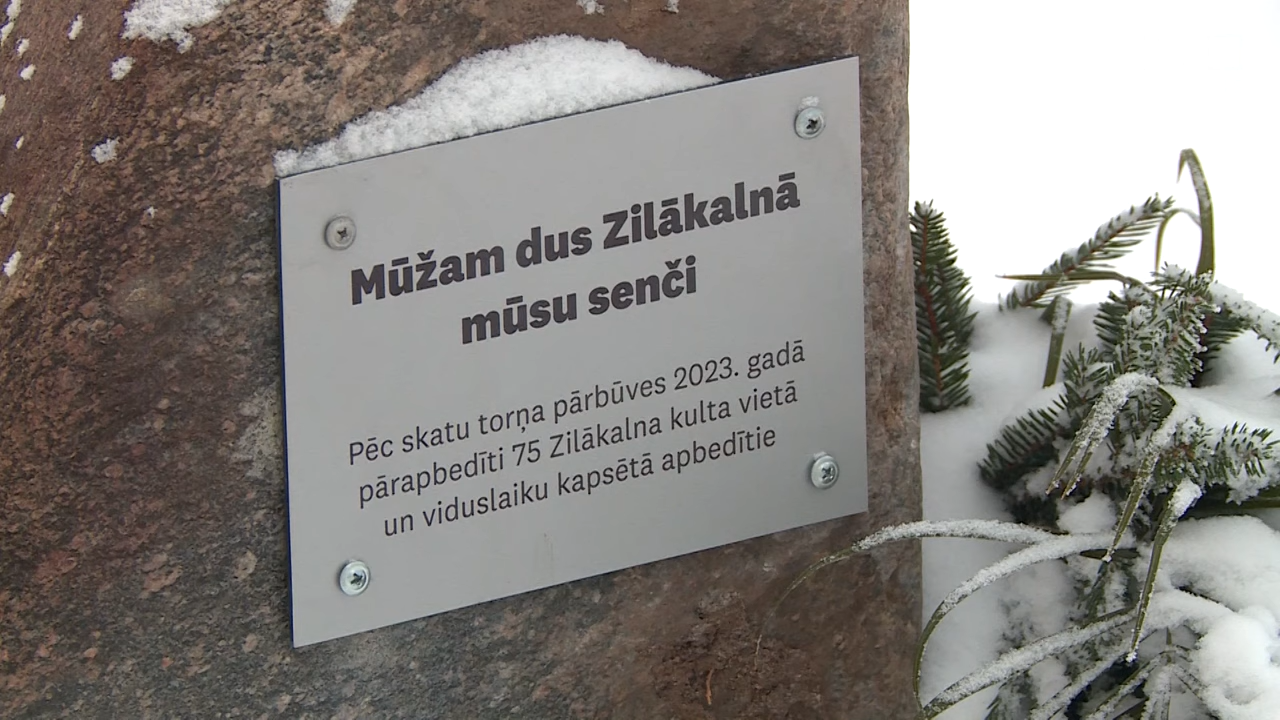 Mūžam dus Zilākalnā
mūsu senči
Pēc skatu torņa pārbūves 2023. gadā
pārapbedīti 75 Zilākalna kulta vietā
un viduslaiku kapsētā apbedītie